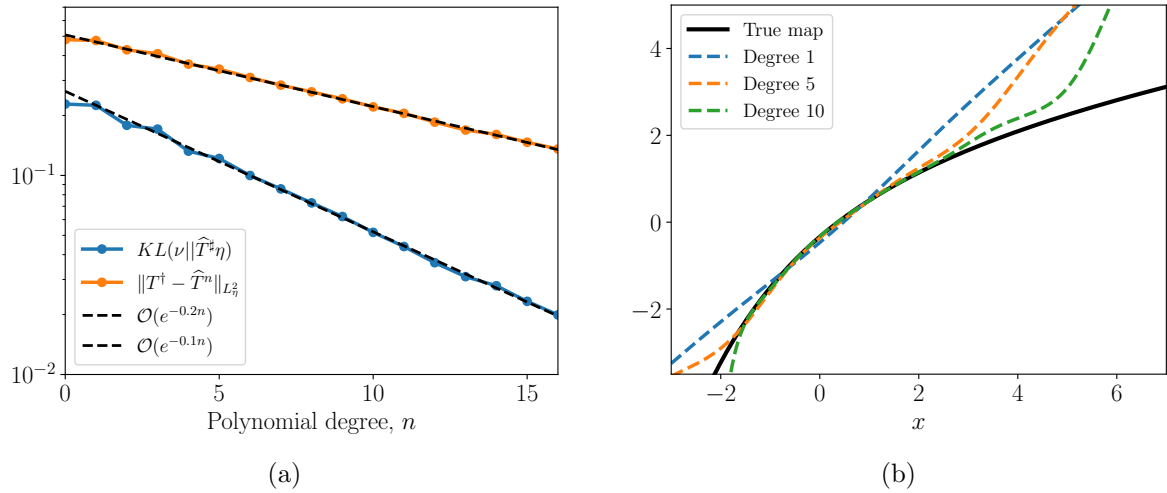 10⁻¹
10⁻²
0 5 10 15
Polynomial degree, n
KL(ν||T̂^♯η)
‖T† − T̂ⁿ‖_{L²_η}
O(e^{−0.2n})
O(e^{−0.1n})
(a)
True map
Degree 1
Degree 5
Degree 10
4
2
0
−2
−2 0 2 4 6
x
(b)